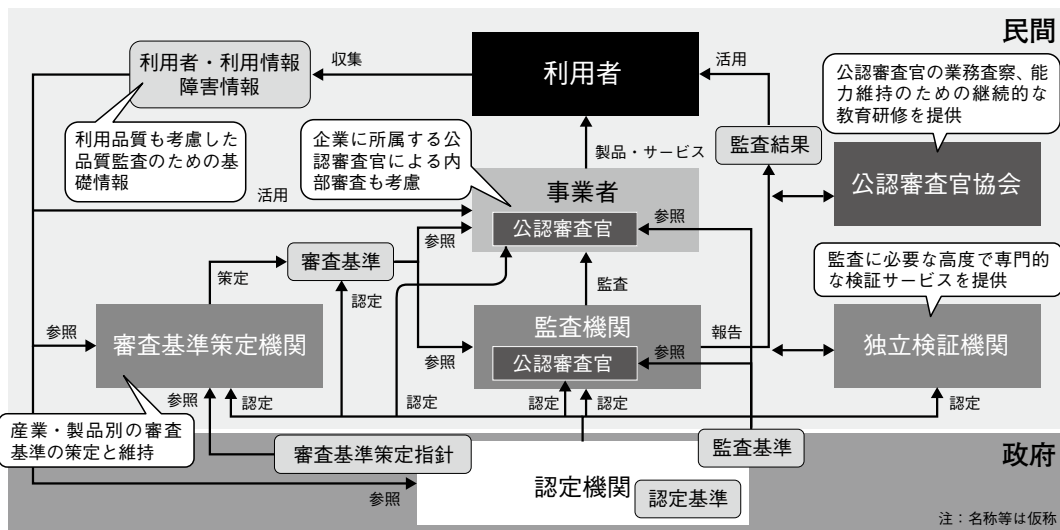 民間
利用者・利用情報
障害情報
収集
利用者
活用
公認審査官の業務査察、能
力維持のための継続的な
教育研修を提供
利用品質も考慮した
品質監査のための基
礎情報
企業に所属する公
認審査官による内
部審査も考慮
製品・サービス
監査結果
公認審査官協会
活用
事業者
公認審査官
参照
参照
審査基準
策定
認定
監査
監査に必要な高度で専門的
な検証サービスを提供
参照
審査基準策定機関
監査機関
公認審査官
参照
参照
報告
独立検証機関
参照
認定
認定
認定
認定
認定
産業・製品別の審査
基準の策定と維持
審査基準策定指針
監査基準
政府
参照
認定機関
認定基準
注：名称等は仮称